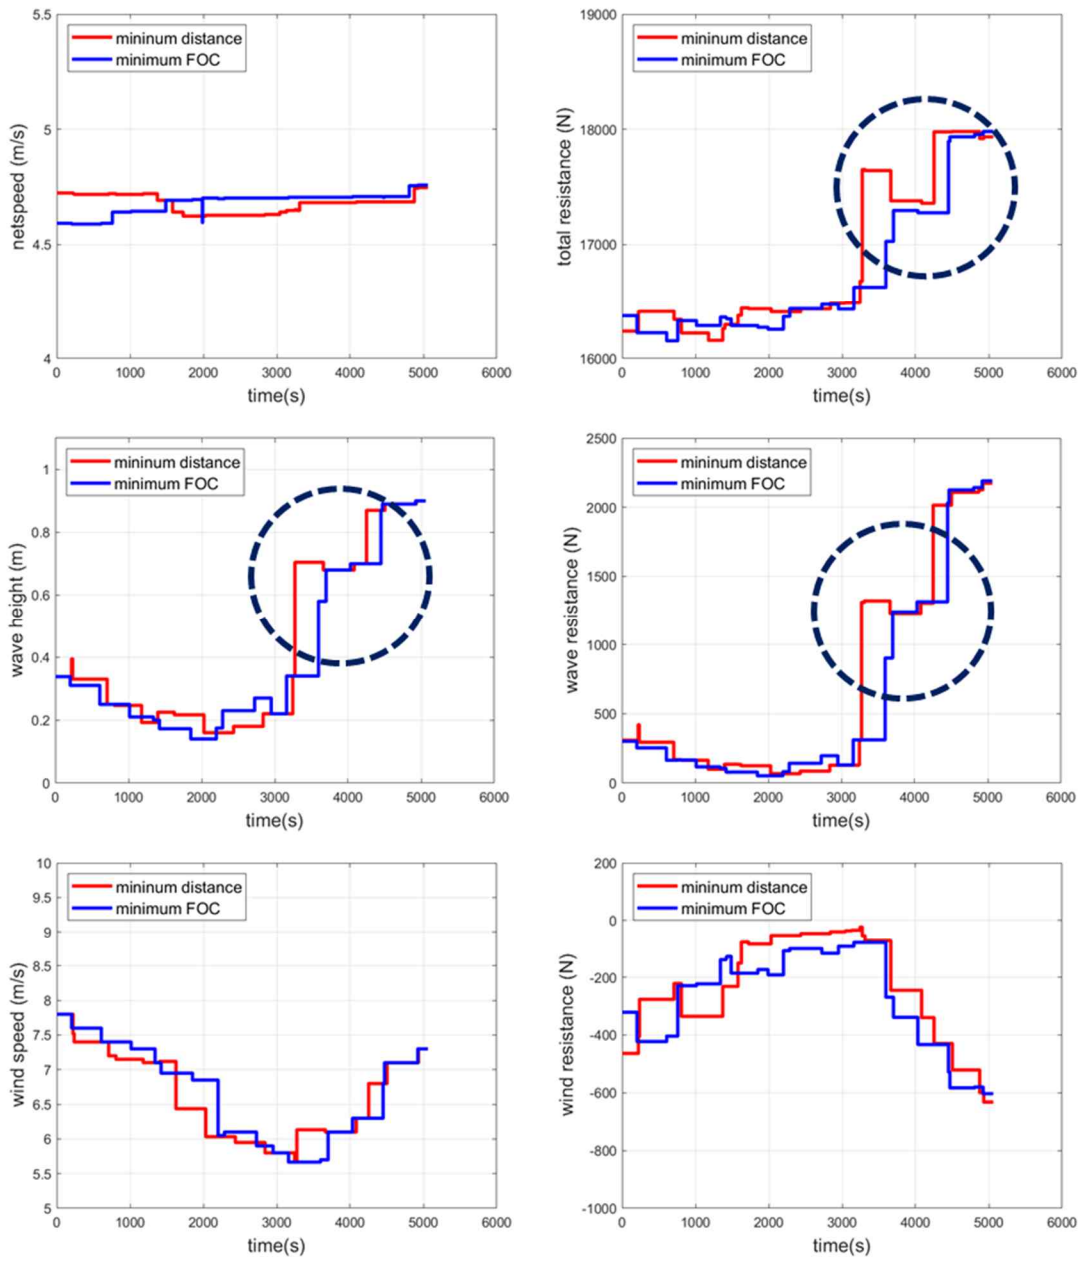 5.5
5
4.5
4
netspeed (m/s)
mininum distance
minimum FOC
0 1000 2000 3000 4000 5000 6000
time(s)
19000
18000
17000
16000
total resistance (N)
mininum distance
minimum FOC
0 1000 2000 3000 4000 5000 6000
time(s)
1
0.8
0.6
0.4
0.2
0
wave height (m)
mininum distance
minimum FOC
0 1000 2000 3000 4000 5000 6000
time(s)
2500
2000
1500
1000
500
0
wave resistance (N)
mininum distance
minimum FOC
0 1000 2000 3000 4000 5000 6000
time(s)
10
9.5
9
8.5
8
7.5
7
6.5
6
5.5
5
wind speed (m/s)
mininum distance
minimum FOC
0 1000 2000 3000 4000 5000 6000
time(s)
200
0
-200
-400
-600
-800
-1000
wind resistance (N)
mininum distance
minimum FOC
0 1000 2000 3000 4000 5000 6000
time(s)